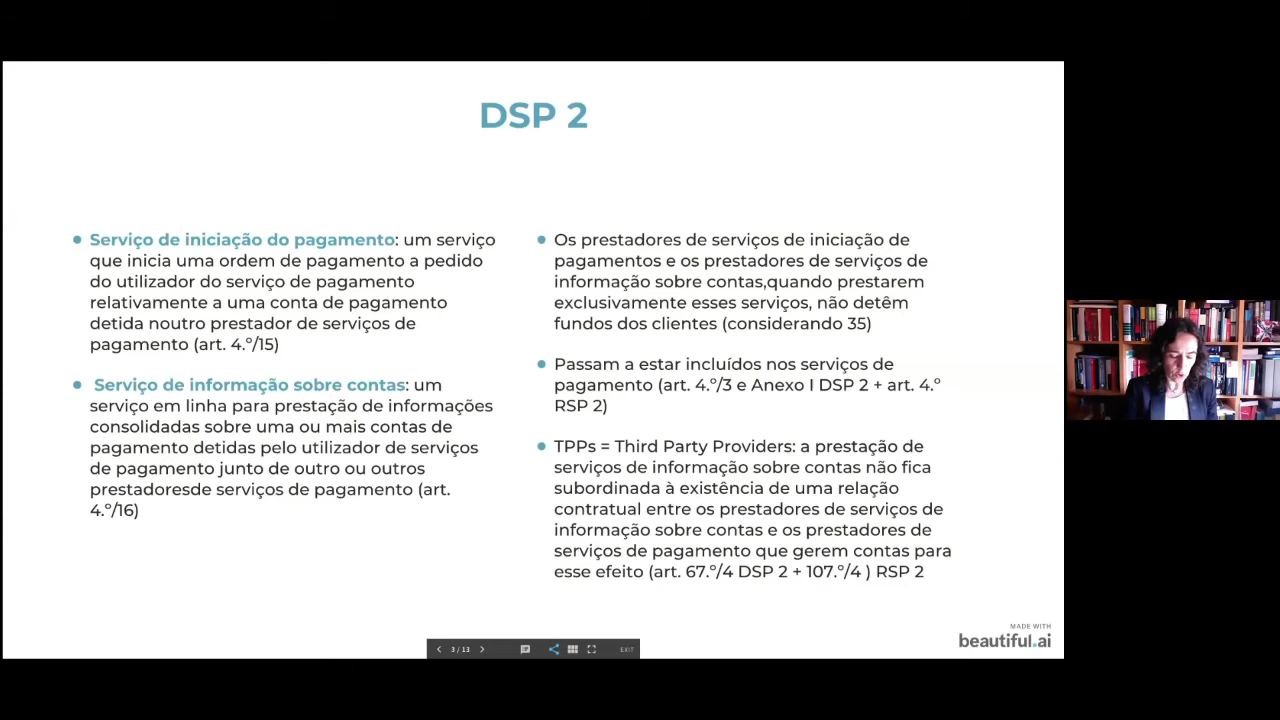 DSP 2
Serviço de iniciação do pagamento: um serviço
que inicia uma ordem de pagamento a pedido
do utilizador do serviço de pagamento
relativamente a uma conta de pagamento
detida noutro prestador de serviços de
pagamento (art. 4.º/15)
Serviço de informação sobre contas: um
serviço em linha para prestação de informações
consolidadas sobre uma ou mais contas de
pagamento detidas pelo utilizador de serviços
de pagamento junto de outro ou outros
prestadoresde serviços de pagamento (art.
4.º/16)
Os prestadores de serviços de iniciação de
pagamentos e os prestadores de serviços de
informação sobre contas,quando prestarem
exclusivamente esses serviços, não detêm
fundos dos clientes (considerando 35)
Passam a estar incluídos nos serviços de
pagamento (art. 4.º/3 e Anexo I DSP 2 + art. 4.º
RSP 2)
TPPs = Third Party Providers: a prestação de
serviços de informação sobre contas não fica
subordinada à existência de uma relação
contratual entre os prestadores de serviços de
informação sobre contas e os prestadores de
serviços de pagamento que gerem contas para
esse efeito (art. 67.º/4 DSP 2 + 107.º/4 ) RSP 2
MADE WITH
beautiful.ai
3 / 13
EXIT